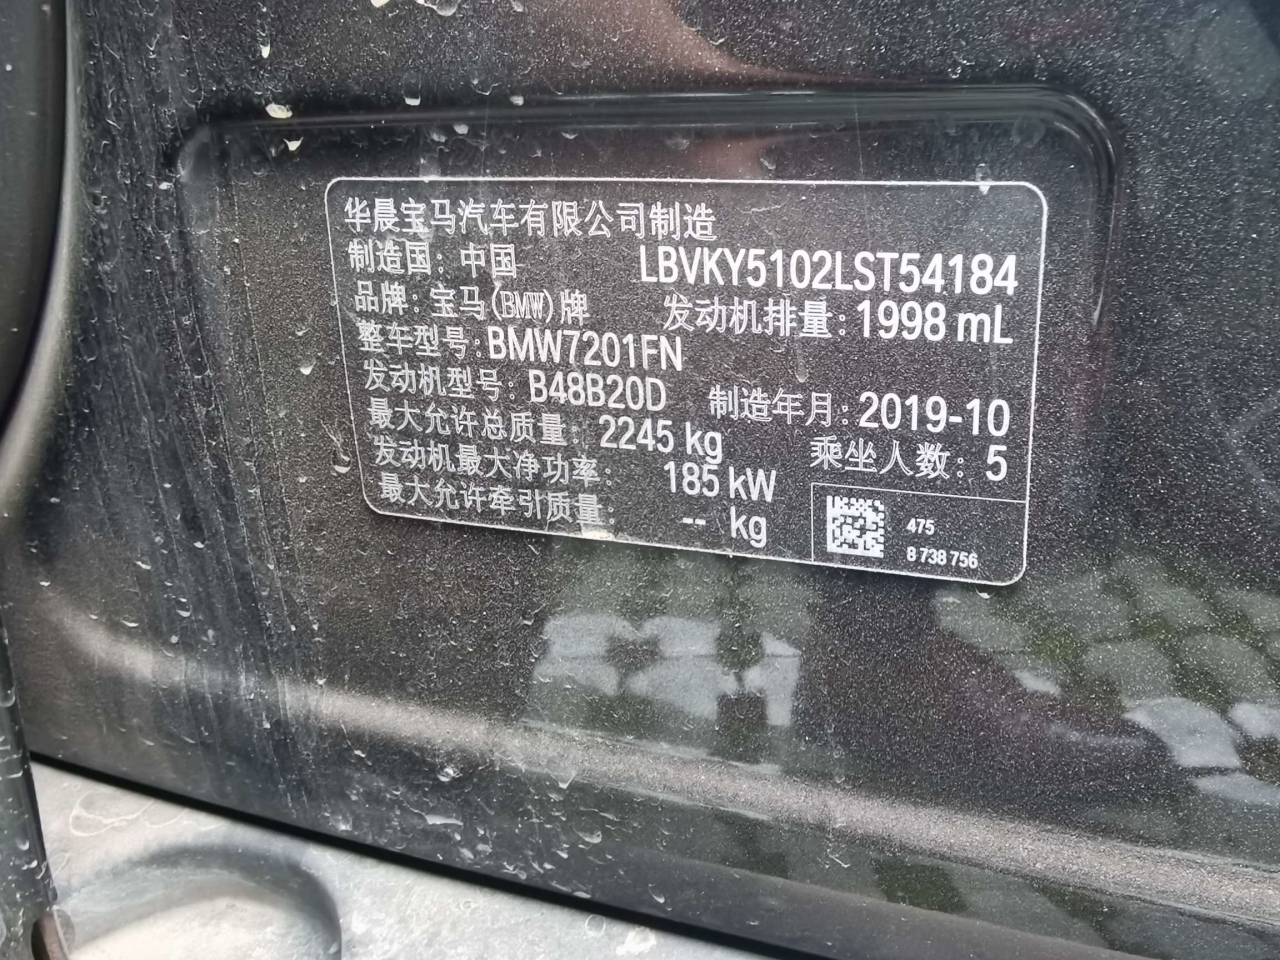 华晨宝马汽车有限公司制造
制造国：中国 LBVKY5102LST54184
品牌：宝马(BMW)牌 发动机排量：1998 mL
整车型号：BMW7201FN
发动机型号：B48B20D 制造年月：2019-10
最大允许总质量：2245 kg 乘坐人数：5
发动机最大净功率：185 kW
最大允许牵引质量：-- kg
475
8 738 756